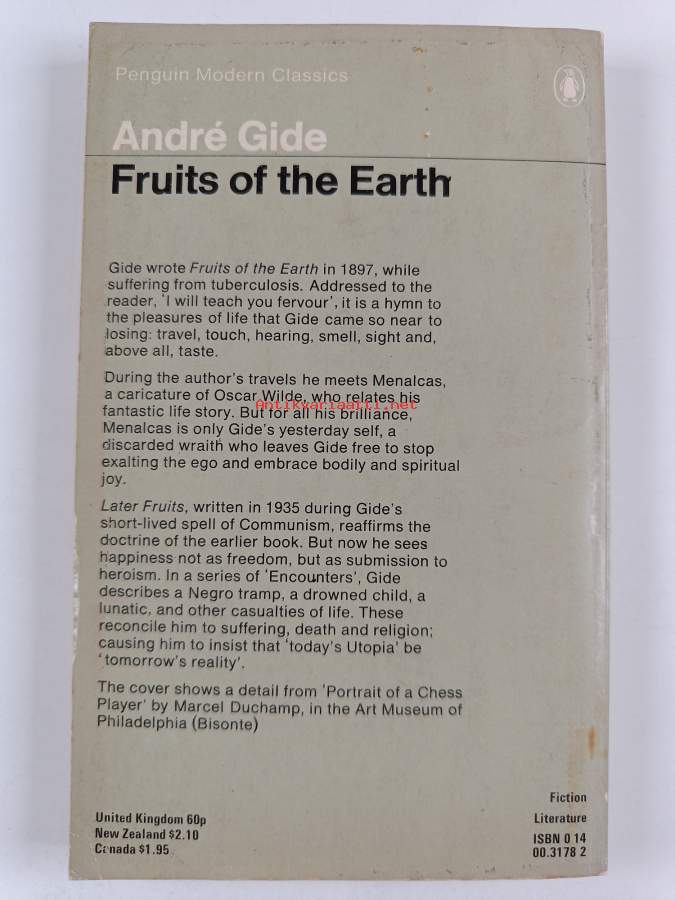 Penguin Modern Classics
André Gide
Fruits of the Earth
Gide wrote Fruits of the Earth in 1897, while
suffering from tuberculosis. Addressed to the
reader, 'I will teach you fervour', it is a hymn to
the pleasures of life that Gide came so near to
losing: travel, touch, hearing, smell, sight and,
above all, taste.
During the author's travels he meets Menalcas,
a caricature of Oscar Wilde, who relates his
Antikvariaatti.net
fantastic life story. But for all his brilliance,
Menalcas is only Gide's yesterday self, a
discarded wraith who leaves Gide free to stop
exalting the ego and embrace bodily and spiritual
joy.
Later Fruits, written in 1935 during Gide's
short-lived spell of Communism, reaffirms the
doctrine of the earlier book. But now he sees
happiness not as freedom, but as submission to
heroism. In a series of 'Encounters', Gide
describes a Negro tramp, a drowned child, a
lunatic, and other casualties of life. These
reconcile him to suffering, death and religion;
causing him to insist that 'today's Utopia' be
'tomorrow's reality'.
The cover shows a detail from 'Portrait of a Chess
Player' by Marcel Duchamp, in the Art Museum of
Philadelphia (Bisonte)
United Kingdom 60p
New Zealand $2.10
Canada $1.95
Fiction
Literature
ISBN 0 14
00.3178 2